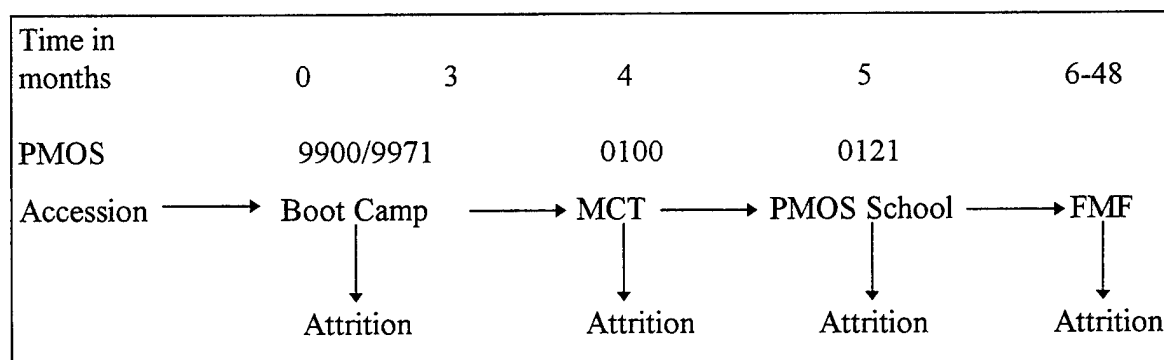 Time in
months 0 3 4 5 6-48
PMOS 9900/9971 0100 0121
Accession Boot Camp MCT PMOS School FMF
Attrition Attrition Attrition Attrition